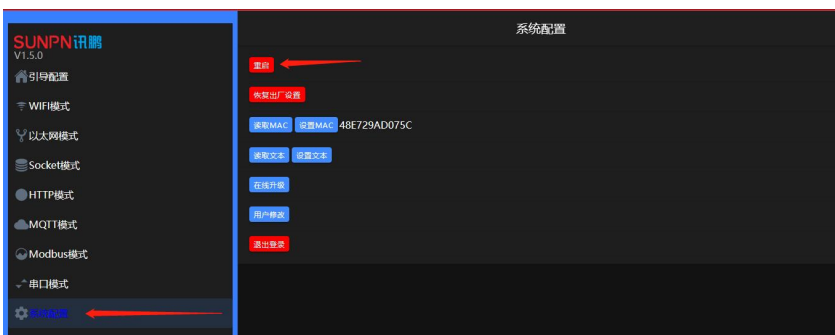 SUNPN讯鹏
V1.5.0
引导配置
WIFI模式
以太网模式
Socket模式
HTTP模式
MQTT模式
Modbus模式
串口模式
系统配置
系统配置
重启
恢复出厂设置
读取MAC 设置MAC 48E729AD075C
读取文本 设置文本
在线升级
用户修改
退出登录